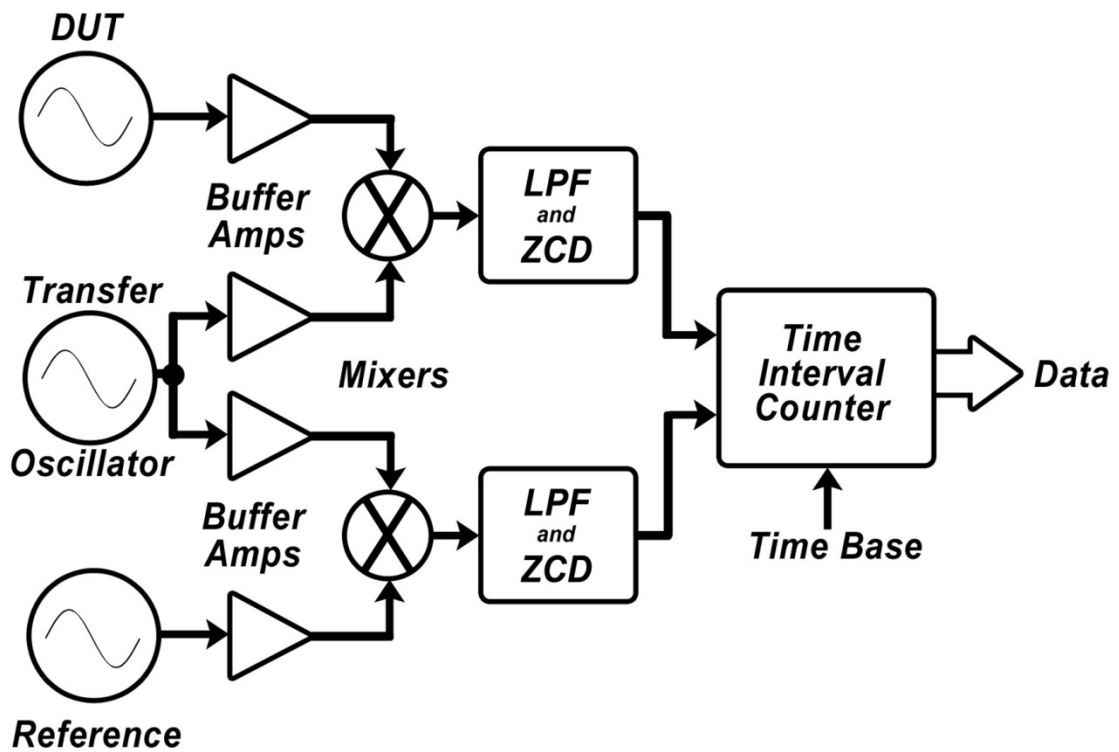 DUT
Buffer
Amps
LPF
and
ZCD
Transfer
Oscillator
Mixers
Time
Interval
Counter
Data
Buffer
Amps
LPF
and
ZCD
Time Base
Reference